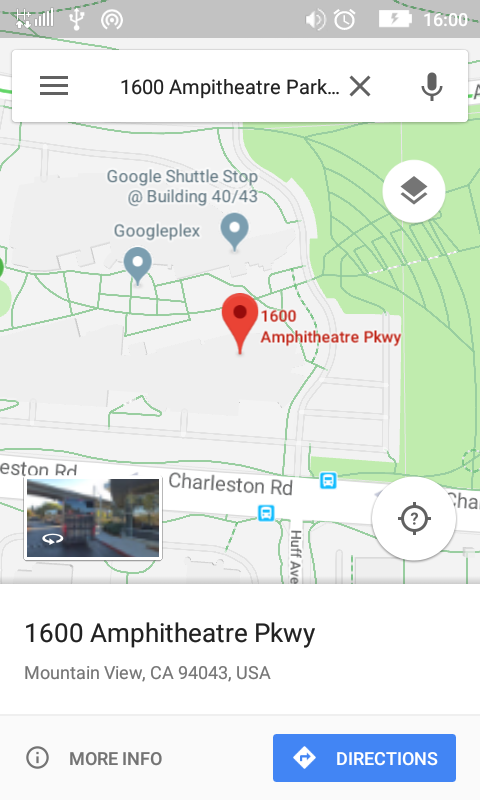 16:00
1600 Ampitheatre Park...
Google Shuttle Stop
@ Building 40/43
Googleplex
1600
Amphitheatre Pkwy
eston Rd
Charleston Rd
Cha
Huff Ave
?
1600 Amphitheatre Pkwy
Mountain View, CA 94043, USA
MORE INFO
DIRECTIONS